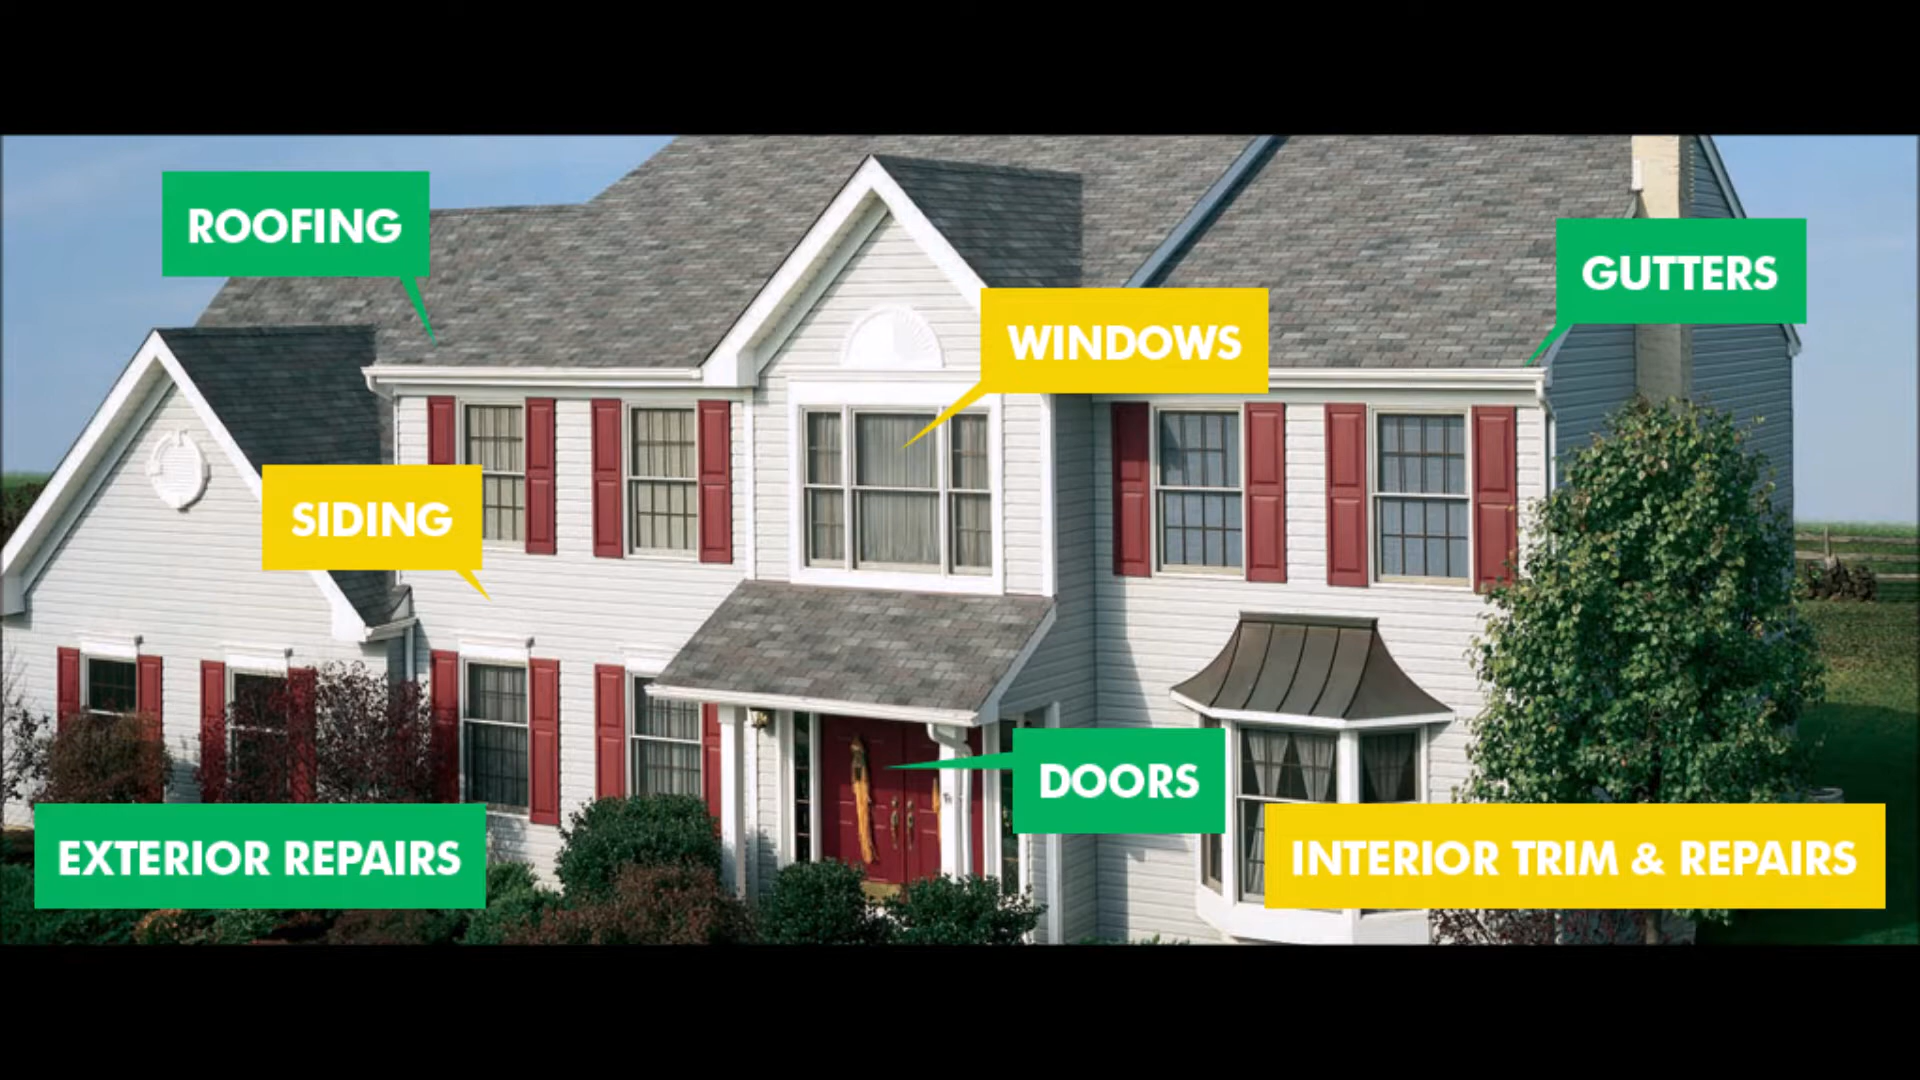 ROOFING
GUTTERS
WINDOWS
SIDING
DOORS
EXTERIOR REPAIRS
INTERIOR TRIM & REPAIRS